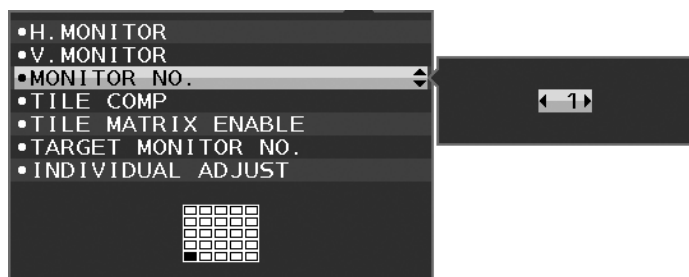 •H.MONITOR
•V.MONITOR
•MONITOR NO.
1
•TILE COMP
•TILE MATRIX ENABLE
•TARGET MONITOR NO.
•INDIVIDUAL ADJUST